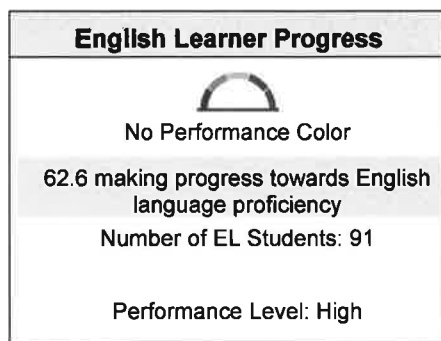 English Learner Progress
No Performance Color
62.6 making progress towards English
language proficiency
Number of EL Students: 91
Performance Level: High